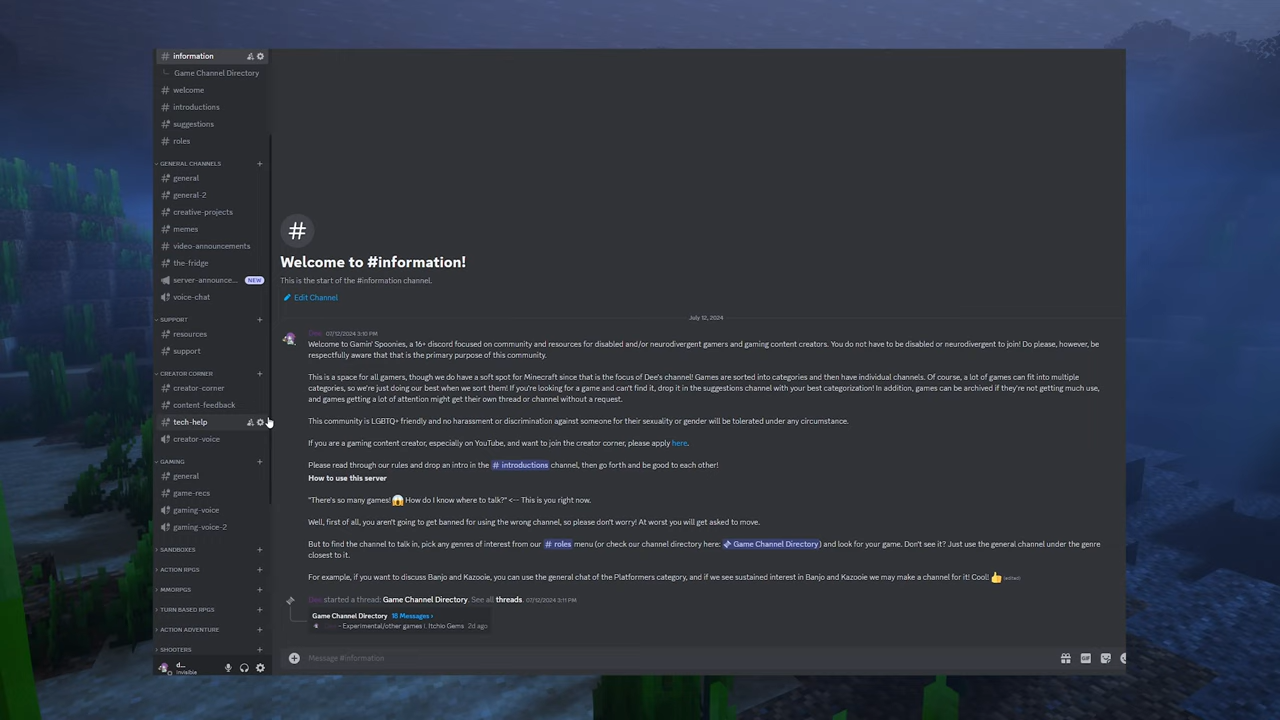 information
Game Channel Directory
welcome
introductions
suggestions
roles
GENERAL CHANNELS
general
general-2
creative-projects
memes
video-announcements
the-fridge
server-announce... NEW
voice-chat
SUPPORT
resources
support
CREATOR CORNER
creator-corner
content-feedback
tech-help
creator-voice
GAMING
general
game-recs
gaming-voice
gaming-voice-2
SANDBOXES
ACTION RPGS
MMORPGS
TURN BASED RPGS
ACTION ADVENTURE
SHOOTERS
d...
Invisible
Welcome to #information!
This is the start of the #information channel.
Edit Channel
July 12, 2024
Dee 07/12/2024 3:10 PM
Welcome to Gamin' Spoonies, a 16+ discord focused on community and resources for disabled and/or neurodivergent gamers and gaming content creators. You do not have to be disabled or neurodivergent to join! Do please, however, be
respectfully aware that that is the primary purpose of this community.
This is a space for all gamers, though we do have a soft spot for Minecraft since that is the focus of Dee's channel! Games are sorted into categories and then have individual channels. Of course, a lot of games can fit into multiple
categories, so we're just doing our best when we sort them! If you're looking for a game and can't find it, drop it in the suggestions channel with your best categorization! In addition, games can be archived if they're not getting much use,
and games getting a lot of attention might get their own thread or channel without a request.
This community is LGBTQ+ friendly and no harassment or discrimination against someone for their sexuality or gender will be tolerated under any circumstance.
If you are a gaming content creator, especially on YouTube, and want to join the creator corner, please apply here.
Please read through our rules and drop an intro in the # introductions channel, then go forth and be good to each other!
How to use this server
"There's so many games! 😱 How do I know where to talk?" <-- This is you right now.
Well, first of all, you aren't going to get banned for using the wrong channel, so please don't worry! At worst you will get asked to move.
But to find the channel to talk in, pick any genres of interest from our # roles menu (or check our channel directory here: Game Channel Directory) and look for your game. Don't see it? Just use the general channel under the genre
closest to it.
For example, if you want to discuss Banjo and Kazooie, you can use the general chat of the Platformers category, and if we see sustained interest in Banjo and Kazooie we may make a channel for it! Cool! 👍 (edited)
Dee started a thread: Game Channel Directory. See all threads. 07/12/2024 3:11 PM
Game Channel Directory 18 Messages ›
- Experimental/other games : Itchio Gems 2d ago
Message #information
GIF